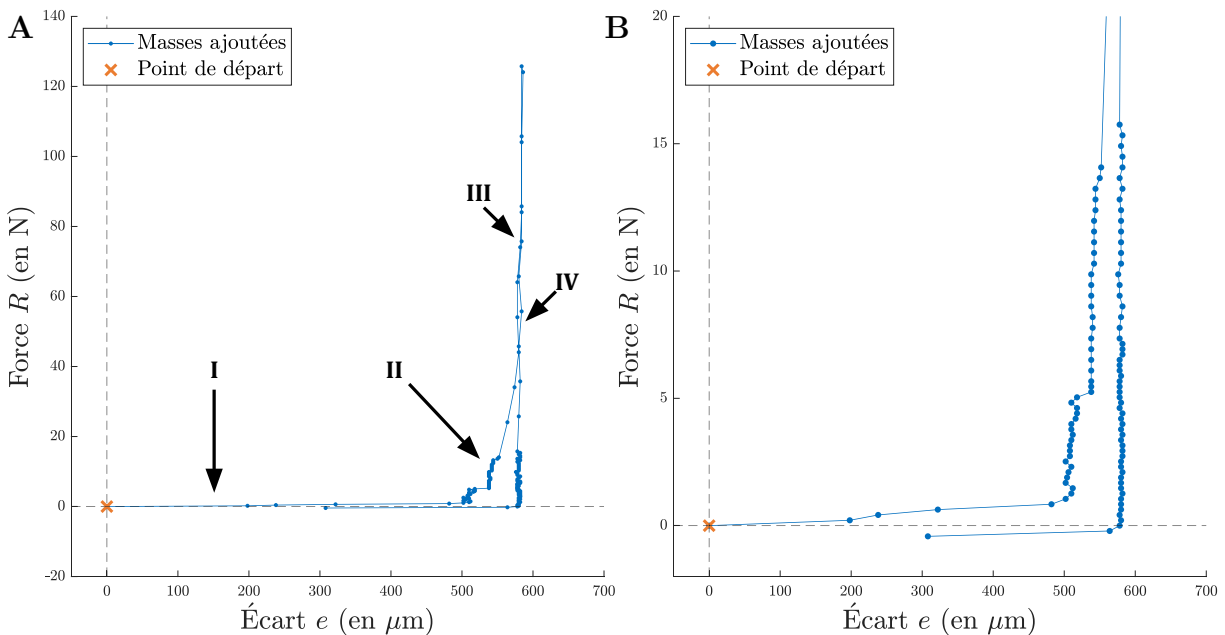 A
Masses ajoutées
Point de départ
140
120
100
80
60
40
20
0
-20
0
100
200
300
400
500
600
700
Force R (en N)
Écart e (en μm)
I
II
III
IV
B
Masses ajoutées
Point de départ
20
15
10
5
0
0
100
200
300
400
500
600
700
Force R (en N)
Écart e (en μm)